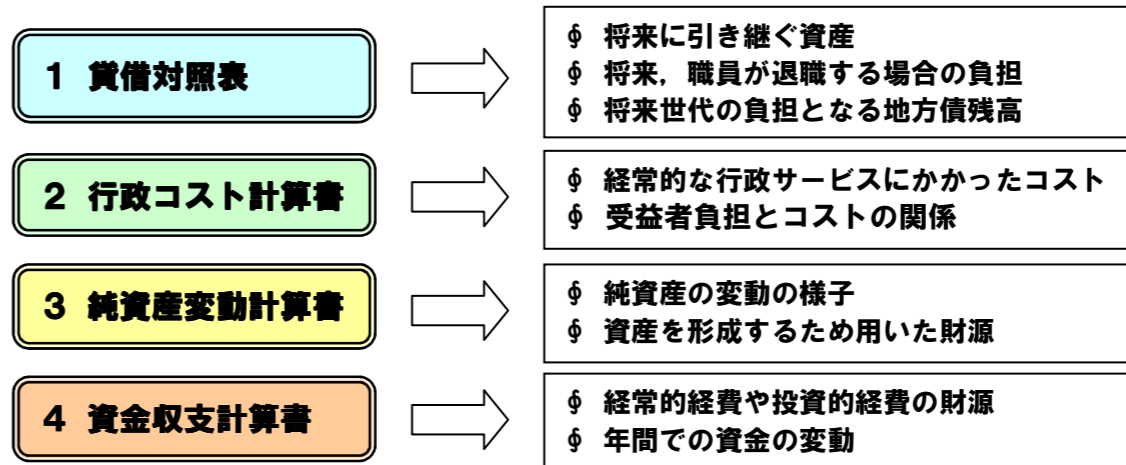 1 貸借対照表
∮ 将来に引き継ぐ資産
∮ 将来，職員が退職する場合の負担
∮ 将来世代の負担となる地方債残高
2 行政コスト計算書
∮ 経常的な行政サービスにかかったコスト
∮ 受益者負担とコストの関係
3 純資産変動計算書
∮ 純資産の変動の様子
∮ 資産を形成するため用いた財源
4 資金収支計算書
∮ 経常的経費や投資的経費の財源
∮ 年間での資金の変動